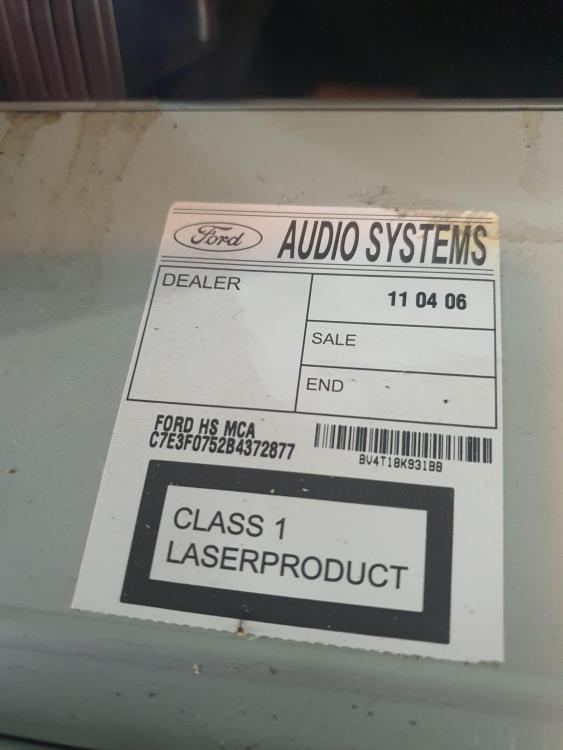 Ford AUDIO SYSTEMS
DEALER
11 04 06
SALE
END
FORD HS MCA
C7E3F0752B4372877
BV4T18K931BB
CLASS 1
LASERPRODUCT